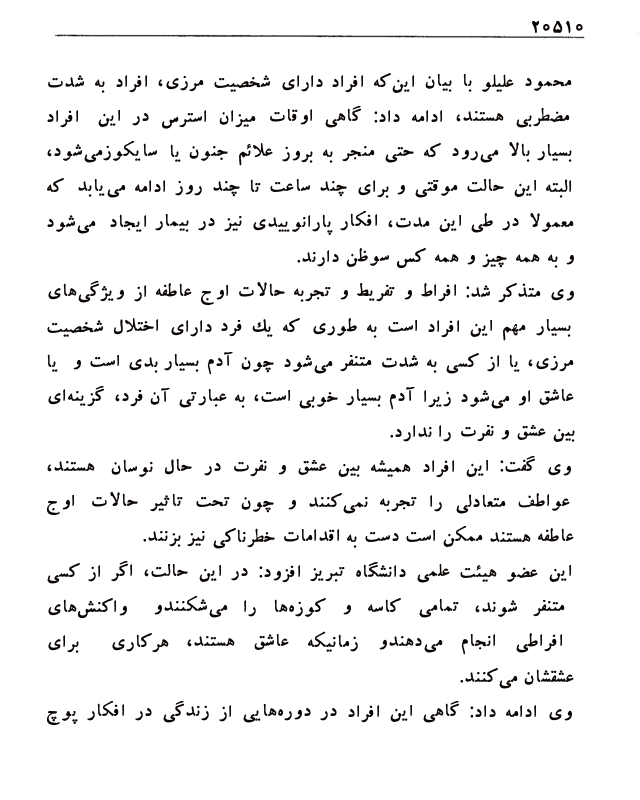 ۲۰۵۱۰
محمود علیلو با بیان این‌که افراد دارای شخصیت مرزی، افراد به شدت
مضطربی هستند، ادامه داد: گاهی اوقات میزان استرس در این افراد
بسیار بالا می‌رود که حتی منجر به بروز علائم جنون یا سایکوزمی‌شود،
البته این حالت موقتی و برای چند ساعت تا چند روز ادامه می‌یابد که
معمولا در طی این مدت، افکار پارانوییدی نیز در بیمار ایجاد می‌شود
و به همه چیز و همه کس سوظن دارند.
وی متذکر شد: افراط و تفریط و تجربه حالات اوج عاطفه از ویژگی‌های
بسیار مهم این افراد است به طوری که یك فرد دارای اختلال شخصیت
مرزی، یا از کسی به شدت متنفر می‌شود چون آدم بسیار بدی است و یا
عاشق او می‌شود زیرا آدم بسیار خوبی است، به عبارتی آن فرد، گزینه‌ای
بین عشق و نفرت را ندارد.
وی گفت: این افراد همیشه بین عشق و نفرت در حال نوسان هستند،
عواطف متعادلی را تجربه نمی‌کنند و چون تحت تاثیر حالات اوج
عاطفه هستند ممکن است دست به اقدامات خطرناکی نیز بزنند.
این عضو هیئت علمی دانشگاه تبریز افزود: در این حالت، اگر از کسی
متنفر شوند، تمامی کاسه و کوزه‌ها را می‌شکنندو واکنش‌های
افراطی انجام می‌دهندو زمانیکه عاشق هستند، هرکاری برای
عشقشان می‌کنند.
وی ادامه داد: گاهی این افراد در دوره‌هایی از زندگی در افکار پوچ